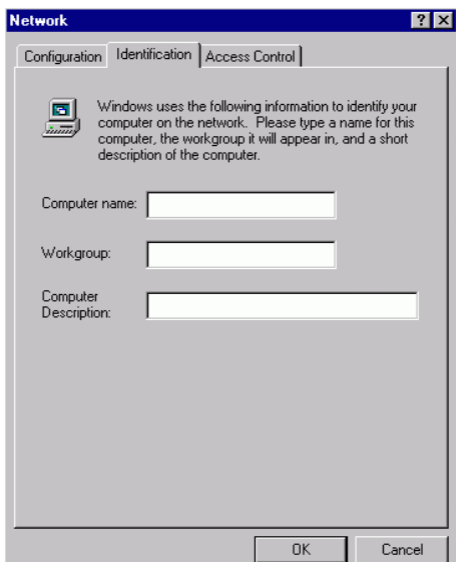 Network
Configuration Identification Access Control
Windows uses the following information to identify your
computer on the network. Please type a name for this
computer, the workgroup it will appear in, and a short
description of the computer.
Computer name:
Workgroup:
Computer
Description:
OK Cancel